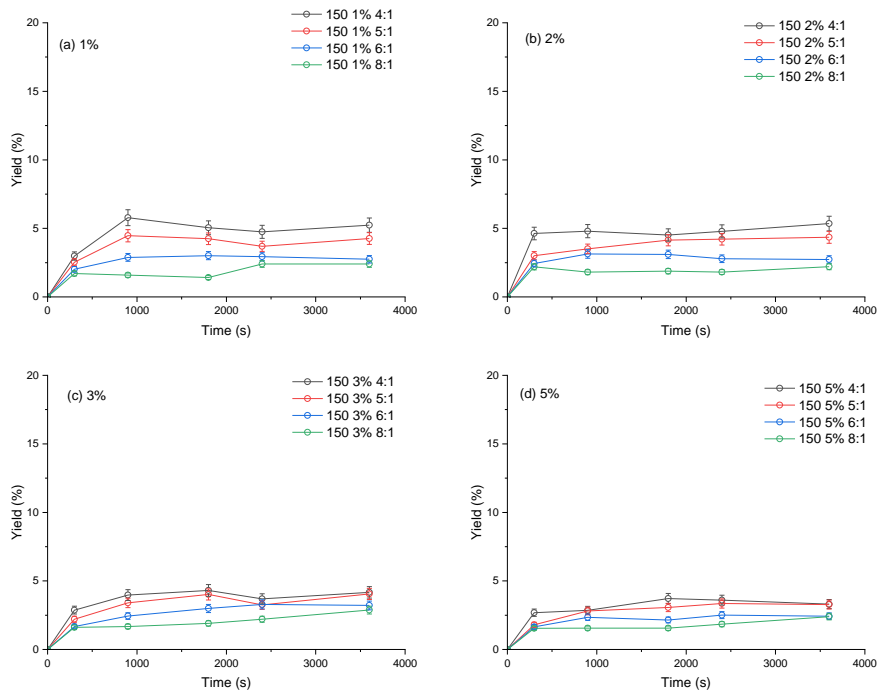 (a) 1%
150 1% 4:1
150 1% 5:1
150 1% 6:1
150 1% 8:1
Yield (%)
20
15
10
5
0
0 1000 2000 3000 4000
Time (s)
(b) 2%
150 2% 4:1
150 2% 5:1
150 2% 6:1
150 2% 8:1
Yield (%)
20
15
10
5
0
0 1000 2000 3000 4000
Time (s)
(c) 3%
150 3% 4:1
150 3% 5:1
150 3% 6:1
150 3% 8:1
Yield (%)
20
15
10
5
0
0 1000 2000 3000 4000
Time (s)
(d) 5%
150 5% 4:1
150 5% 5:1
150 5% 6:1
150 5% 8:1
Yield (%)
20
15
10
5
0
0 1000 2000 3000 4000
Time (s)